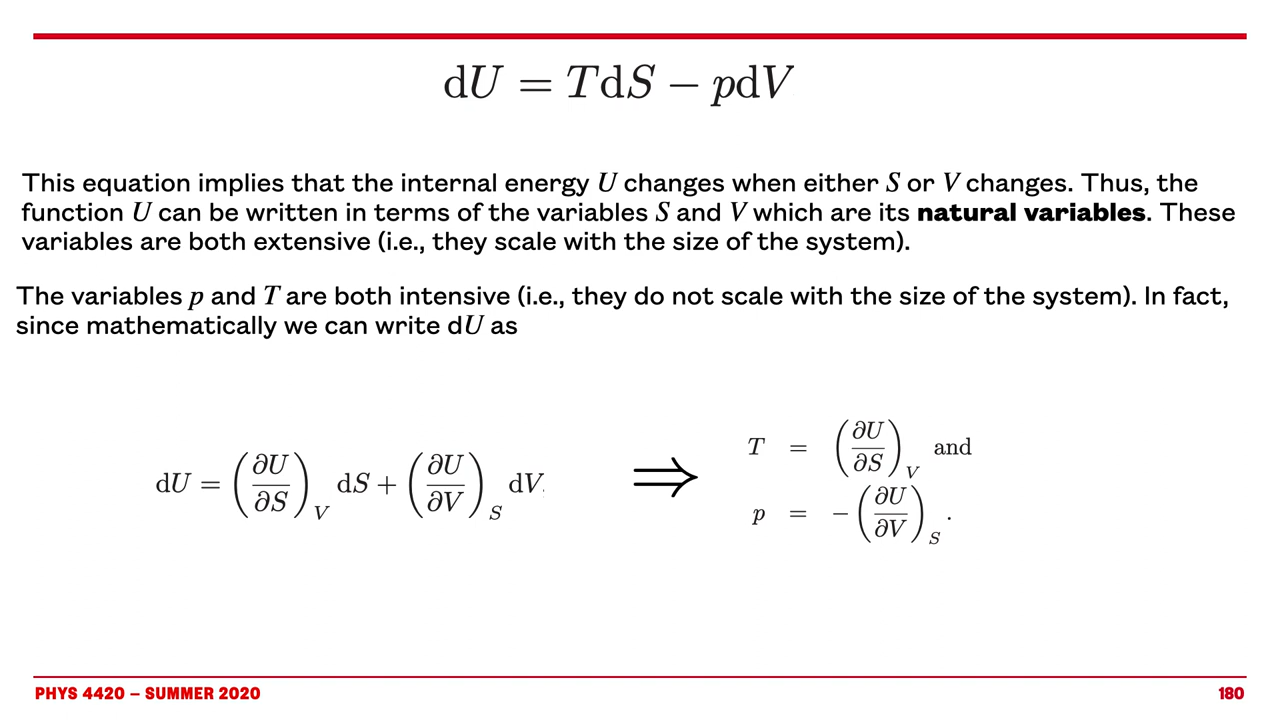 dU = TdS − pdV
This equation implies that the internal energy U changes when either S or V changes. Thus, the
function U can be written in terms of the variables S and V which are its natural variables. These
variables are both extensive (i.e., they scale with the size of the system).
The variables p and T are both intensive (i.e., they do not scale with the size of the system). In fact,
since mathematically we can write dU as
dU = (∂U/∂S)_V dS + (∂U/∂V)_S dV ⟹
T = (∂U/∂S)_V and
p = −(∂U/∂V)_S .
PHYS 4420 – SUMMER 2020
180